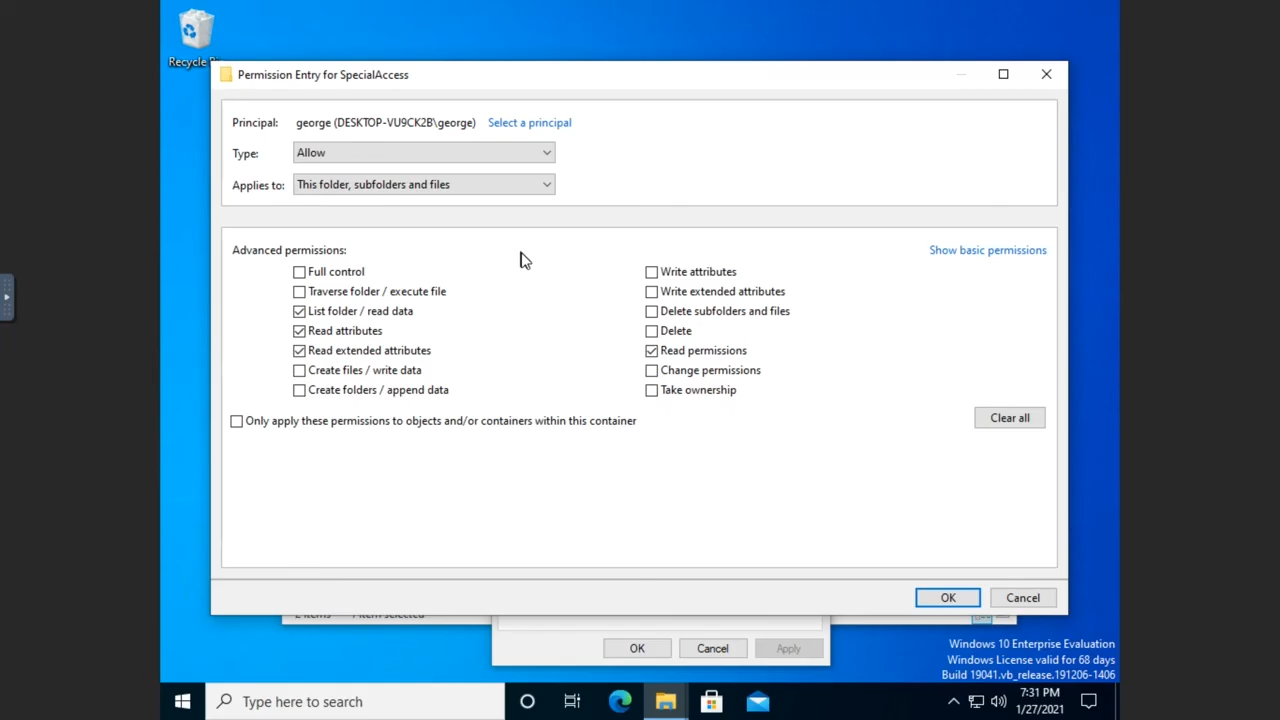 Recycle
Permission Entry for SpecialAccess
Principal: george (DESKTOP-VU9CK2B\george) Select a principal
Type: Allow
Applies to: This folder, subfolders and files
Advanced permissions: Show basic permissions
Full control Write attributes
Traverse folder / execute file Write extended attributes
List folder / read data Delete subfolders and files
Read attributes Delete
Read extended attributes Read permissions
Create files / write data Change permissions
Create folders / append data Take ownership
Only apply these permissions to objects and/or containers within this container
Clear all
OK Cancel
2 items 1 item selected
OK Cancel Apply
Windows 10 Enterprise Evaluation
Windows License valid for 68 days
Build 19041.vb_release.191206-1406
Type here to search
7:31 PM
1/27/2021